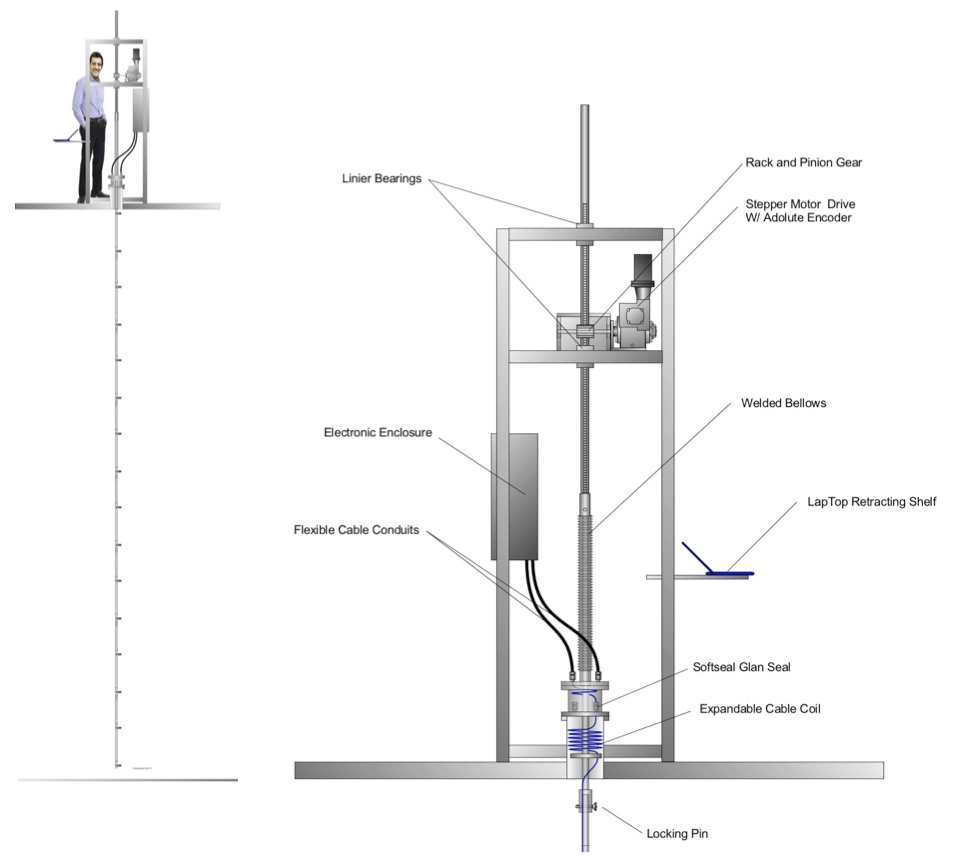 Rack and Pinion Gear
Linier Bearings
Stepper Motor Drive
W/ Adolute Encoder
Welded Bellows
Electronic Enclosure
LapTop Retracting Shelf
Flexible Cable Conduits
Softseal Glan Seal
Expandable Cable Coil
Locking Pin